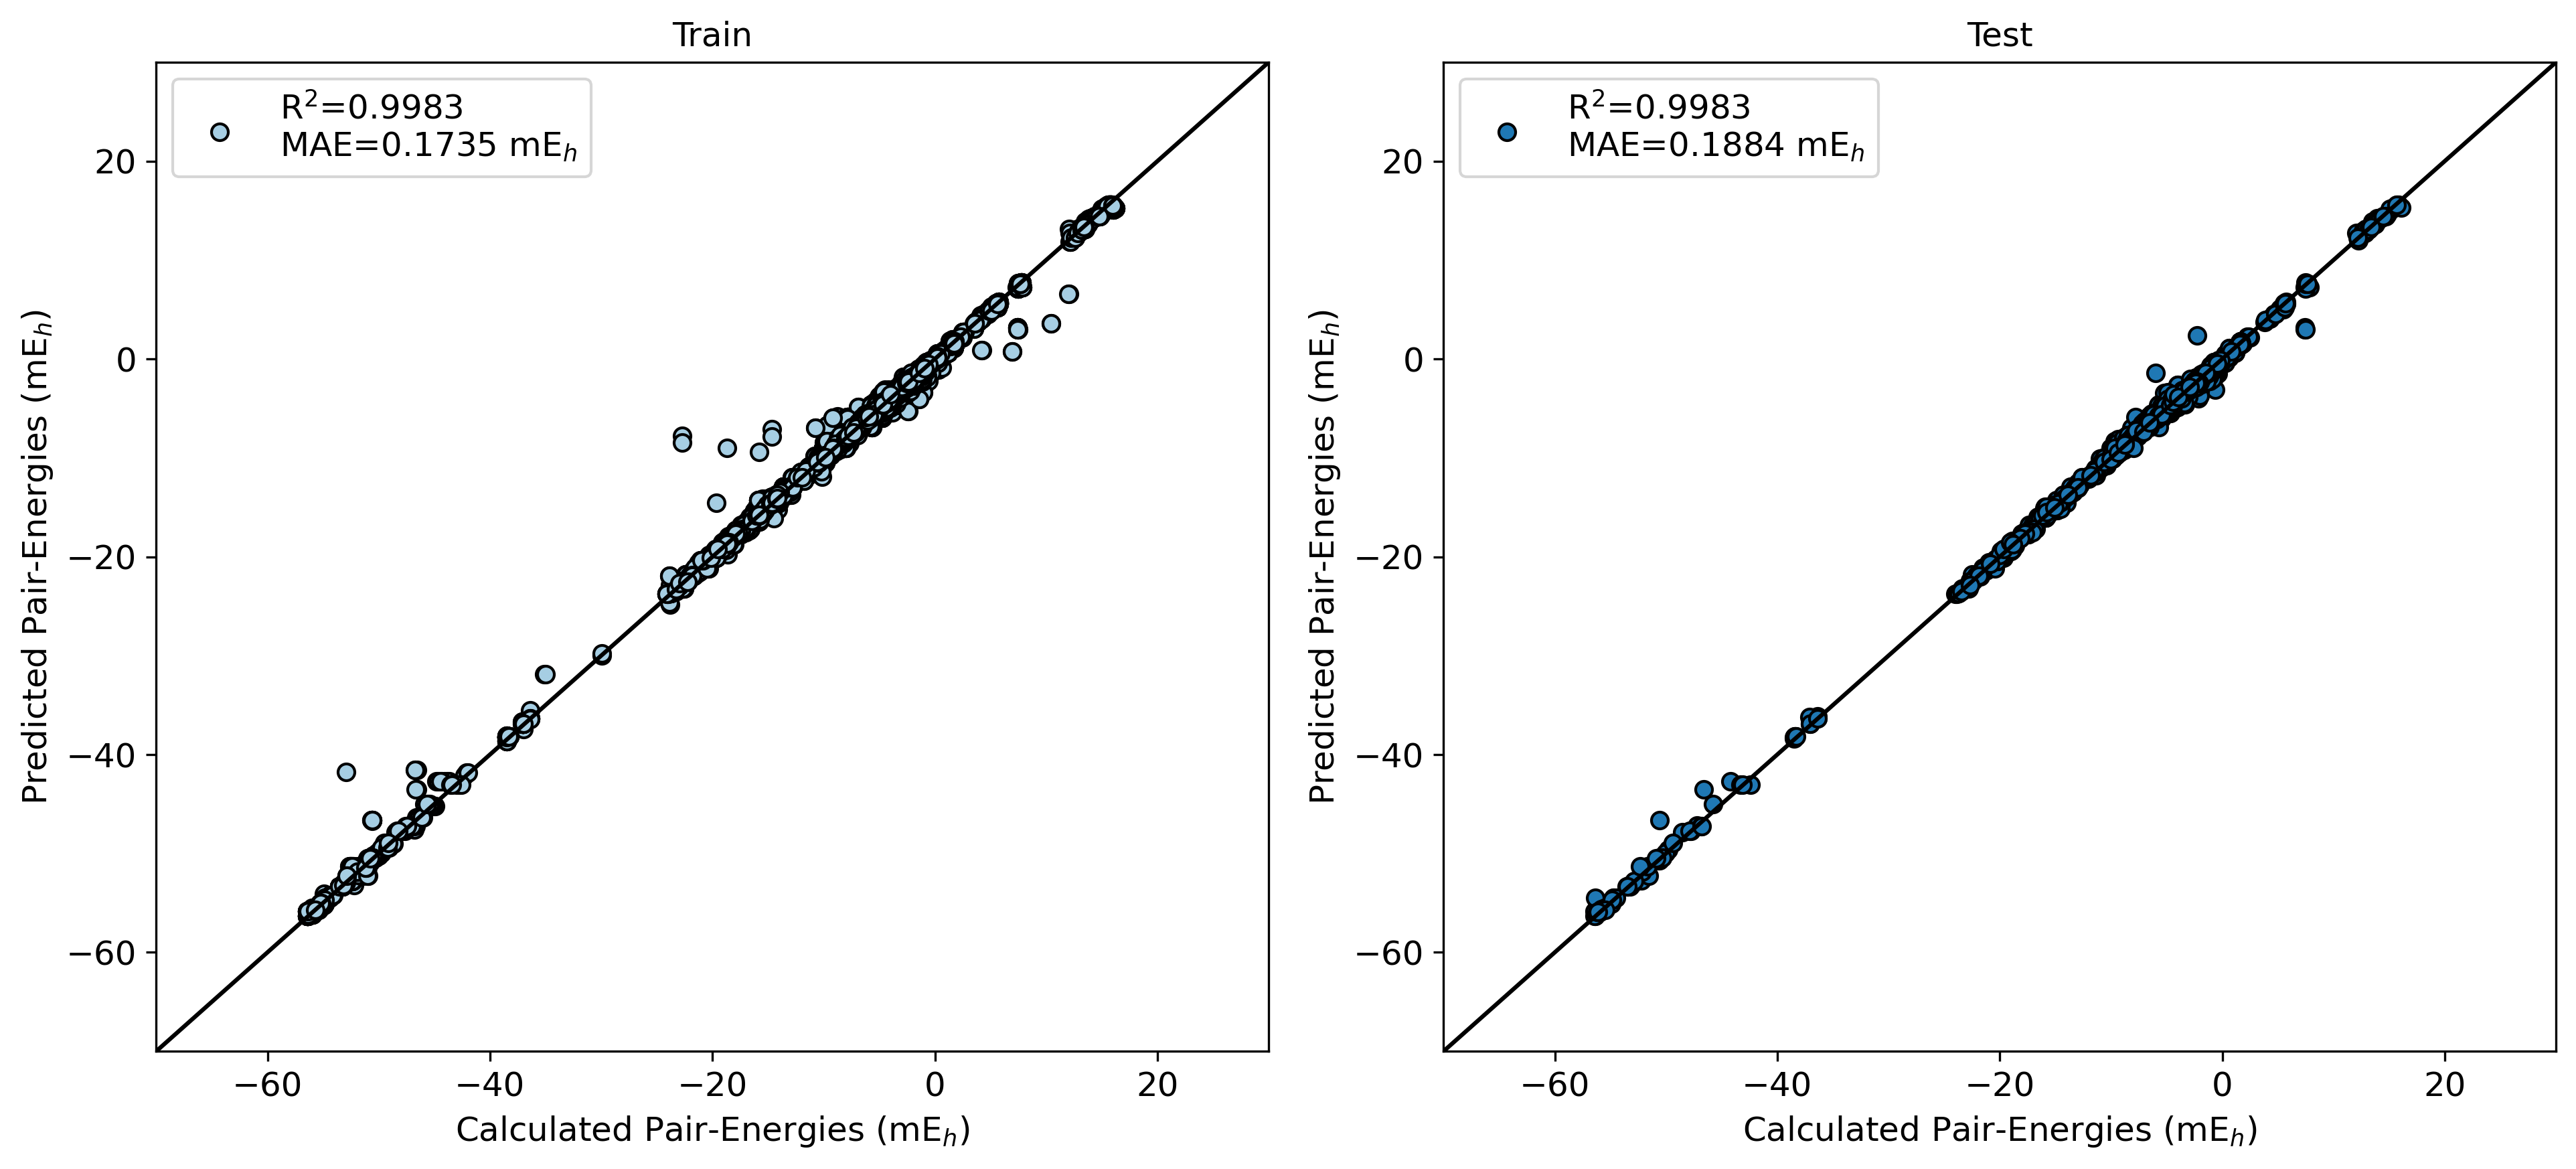 Train
R²=0.9983
MAE=0.1735 mEₕ
20
0
−20
−40
−60
Predicted Pair-Energies (mEₕ)
−60 −40 −20 0 20
Calculated Pair-Energies (mEₕ)
Test
R²=0.9983
MAE=0.1884 mEₕ
20
0
−20
−40
−60
Predicted Pair-Energies (mEₕ)
−60 −40 −20 0 20
Calculated Pair-Energies (mEₕ)